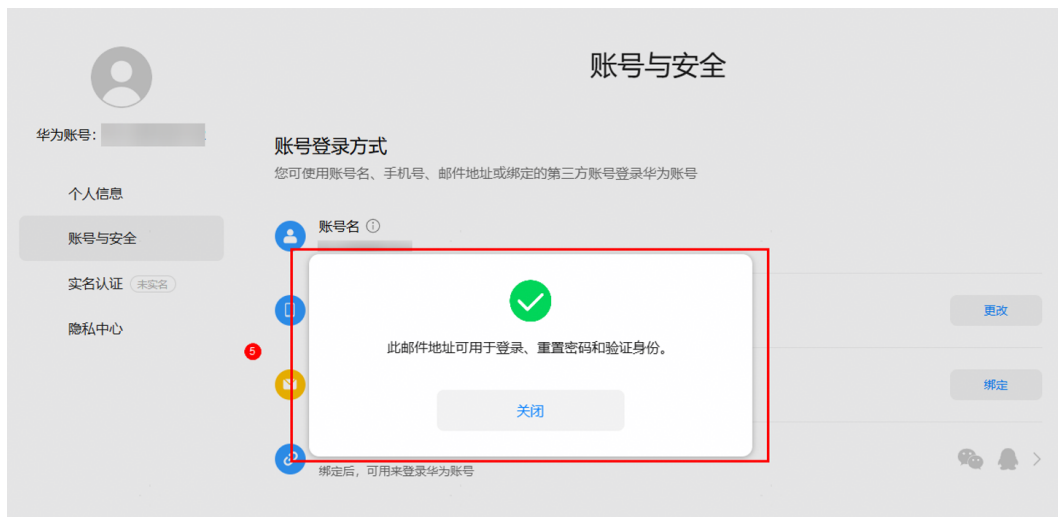 账号与安全
华为账号:
账号登录方式
您可使用账号名、手机号、邮件地址或绑定的第三方账号登录华为账号
个人信息
账号名
账号与安全
实名认证 未实名
更改
隐私中心
此邮件地址可用于登录、重置密码和验证身份。
5
绑定
关闭
绑定后，可用来登录华为账号